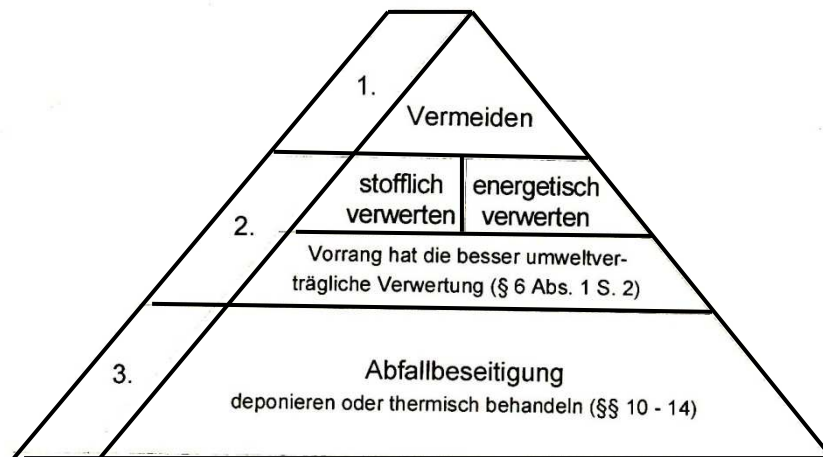 1.
Vermeiden
stofflich energetisch
verwerten verwerten
2.
Vorrang hat die besser umweltver-
trägliche Verwertung (§ 6 Abs. 1 S. 2)
3.
Abfallbeseitigung
deponieren oder thermisch behandeln (§§ 10 - 14)